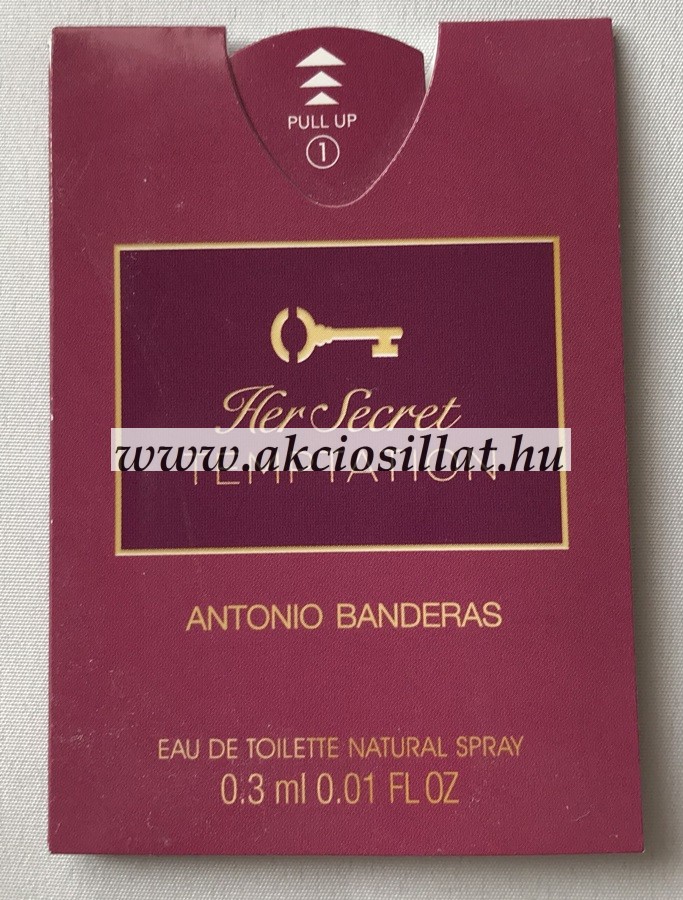 PULL UP
1
Her Secret
www.akciosillat.hu
TEMPTATION
ANTONIO BANDERAS
EAU DE TOILETTE NATURAL SPRAY
0.3 ml 0.01 FL OZ